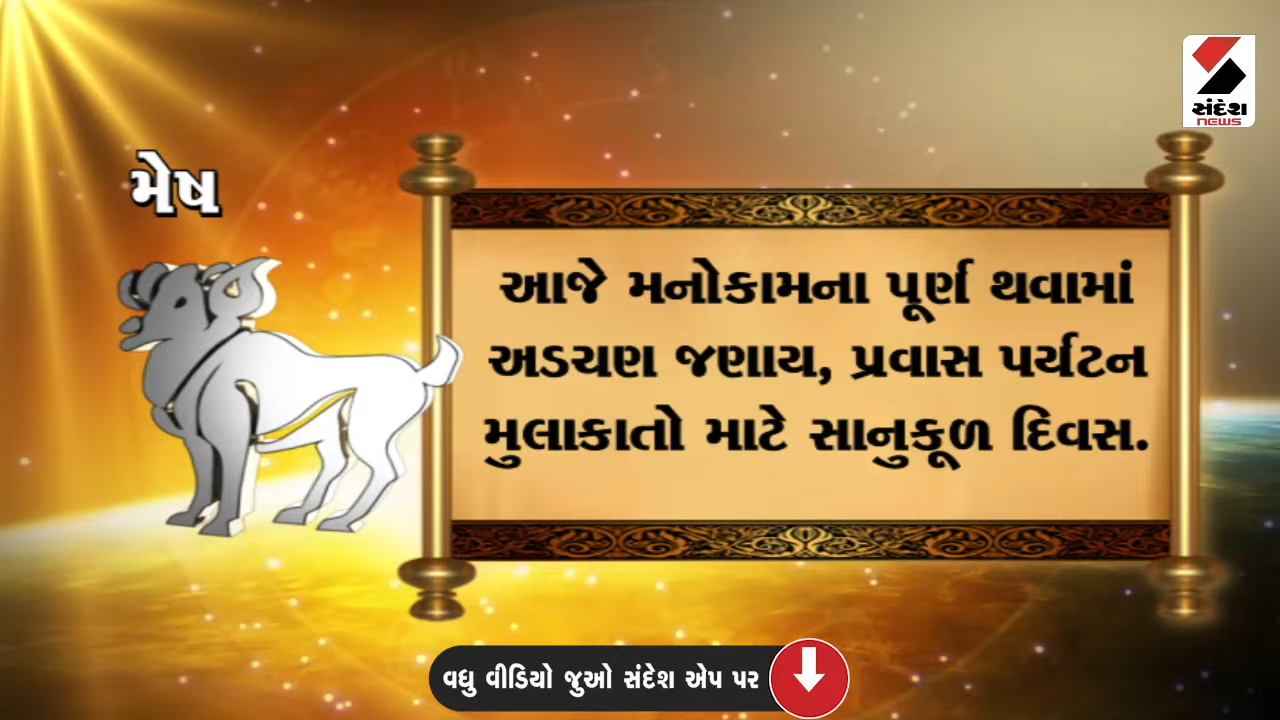 સંદેશ
NEWS
મેષ
આજે મનોકામના પૂર્ણ થવામાં
અડચણ જણાય, પ્રવાસ પર્યટન
મુલાકાતો માટે સાનુકૂળ દિવસ.
વધુ વીડિયો જુઓ સંદેશ એપ પર